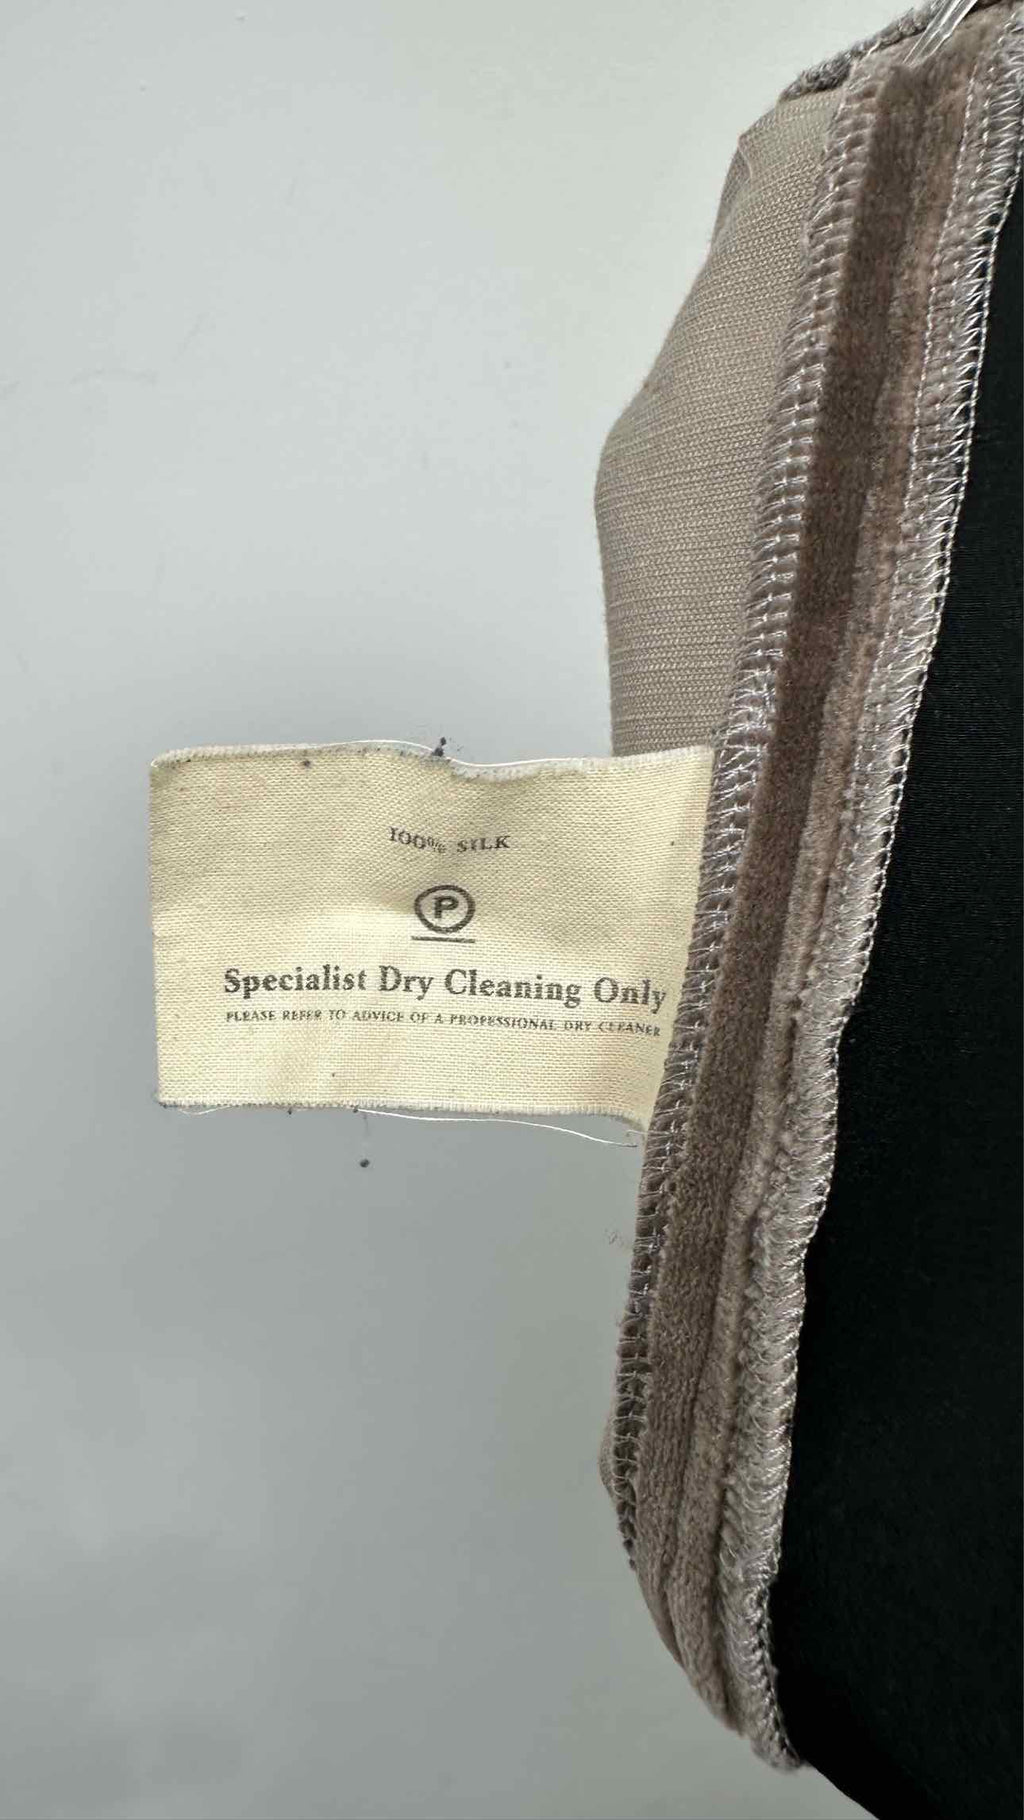 100% SILK
P
Specialist Dry Cleaning Only
PLEASE REFER TO ADVICE OF A PROFESSIONAL DRY CLEANER